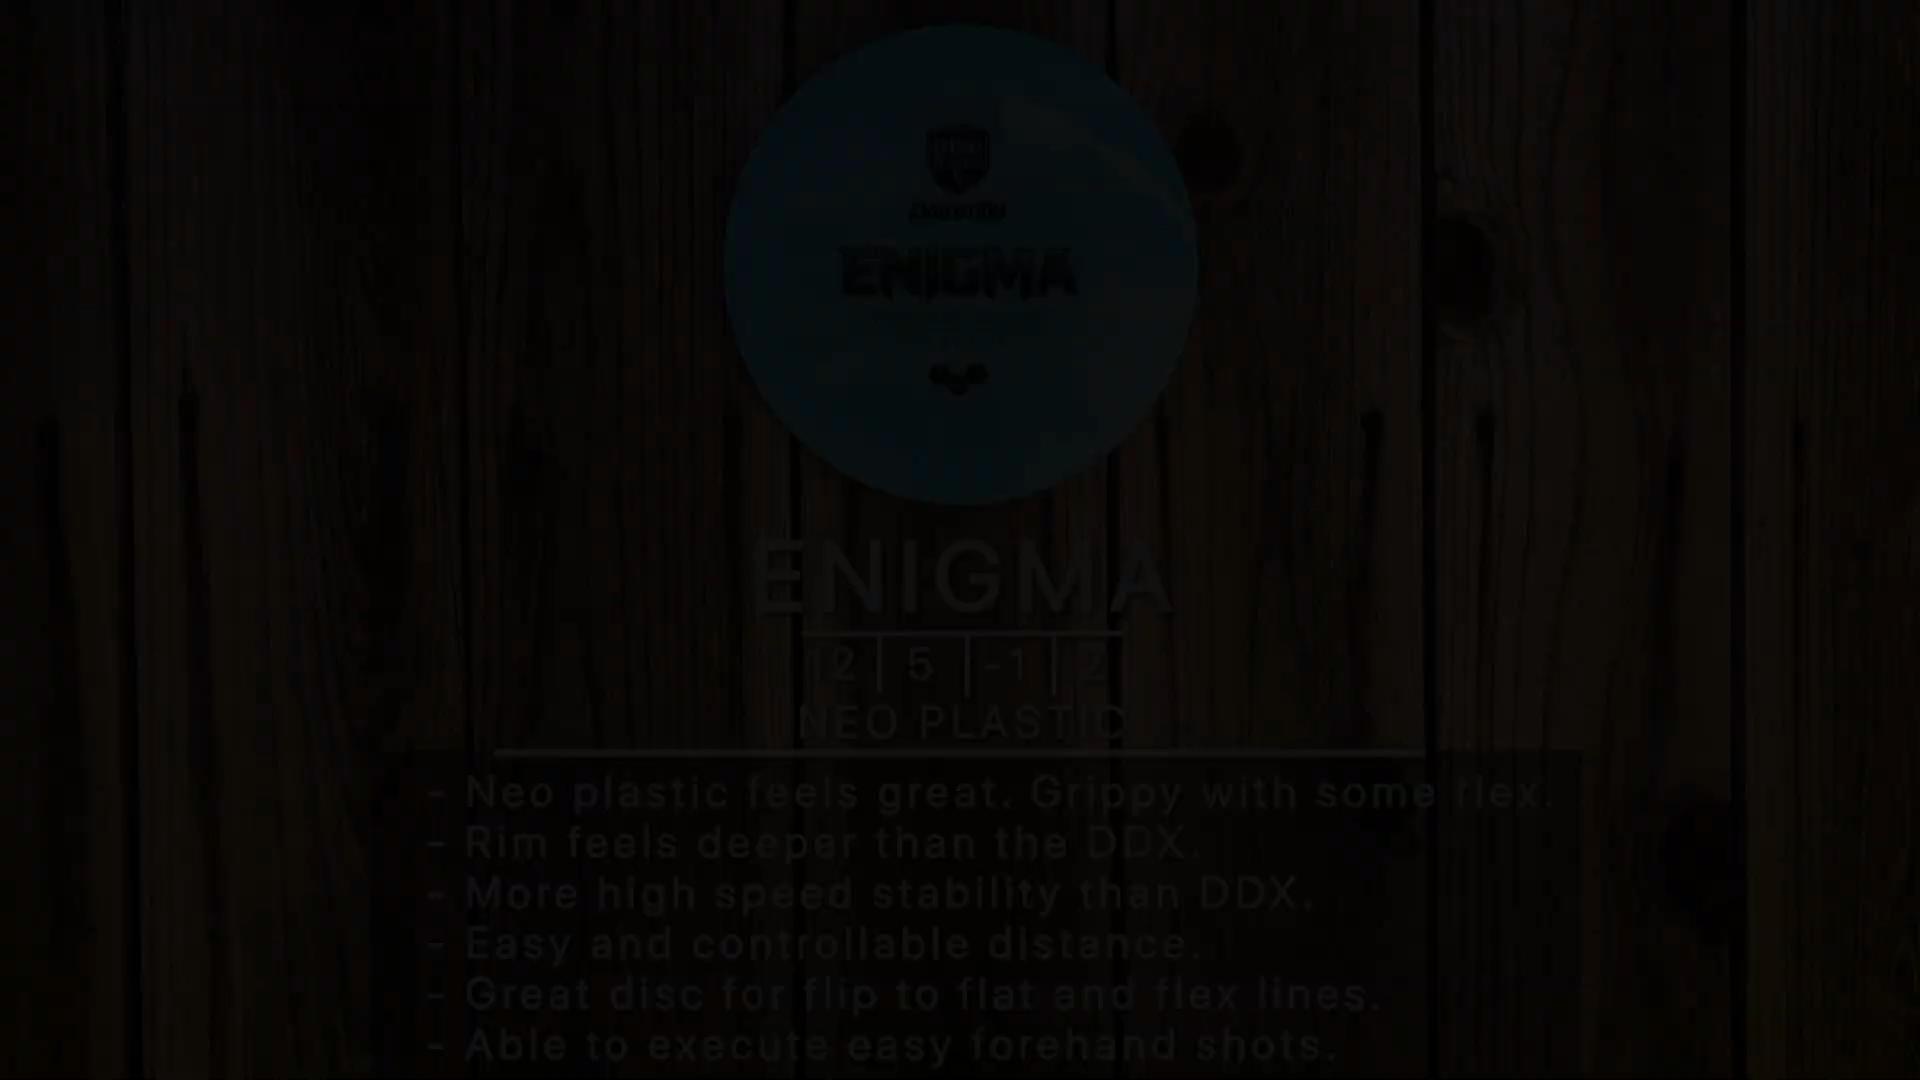 ENIGMA
ENIGMA
12 | 5 | -1 | 2
NEO PLASTIC
- Neo plastic feels great. Grippy with some flex.
- Rim feels deeper than the DDX.
- More high speed stability than DDX.
- Easy and controllable distance.
- Great disc for flip to flat and flex lines.
- Able to execute easy forehand shots.